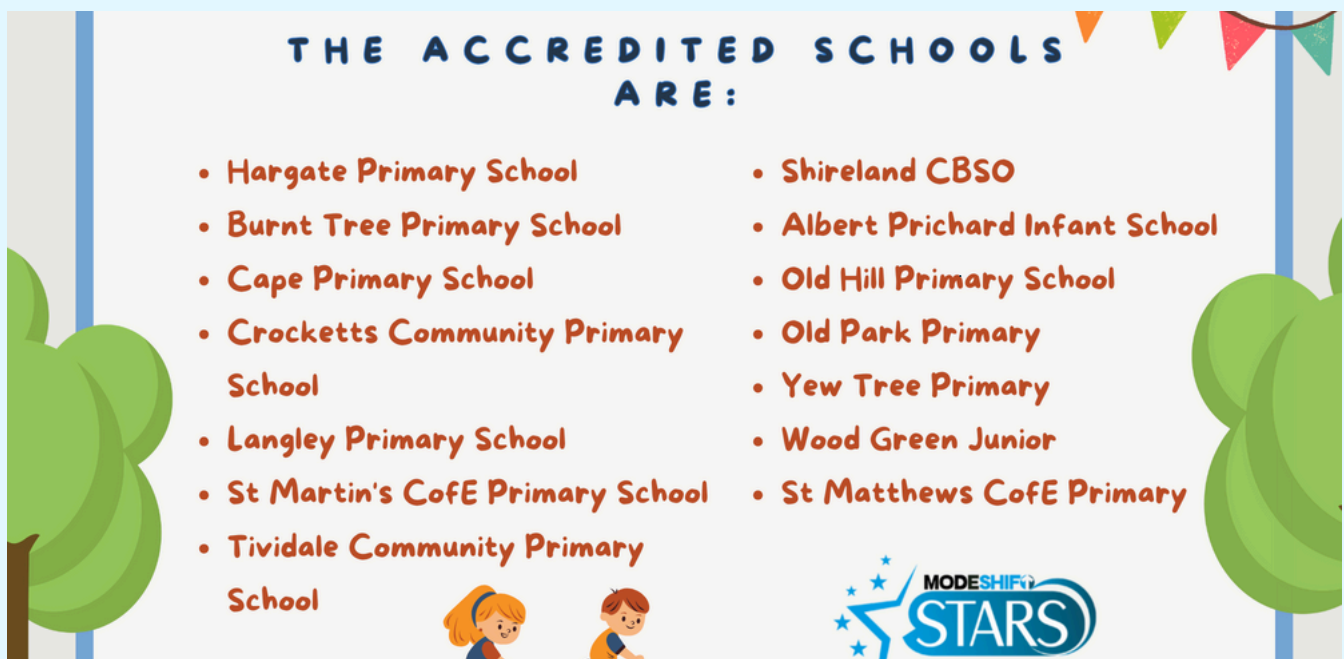 THE ACCREDITED SCHOOLS
ARE:
• Hargate Primary School
• Burnt Tree Primary School
• Cape Primary School
• Crocketts Community Primary
School
• Langley Primary School
• St Martin's CofE Primary School
• Tividale Community Primary
School
• Shireland CBSO
• Albert Prichard Infant School
• Old Hill Primary School
• Old Park Primary
• Yew Tree Primary
• Wood Green Junior
• St Matthews CofE Primary
MODESHIFT
STARS